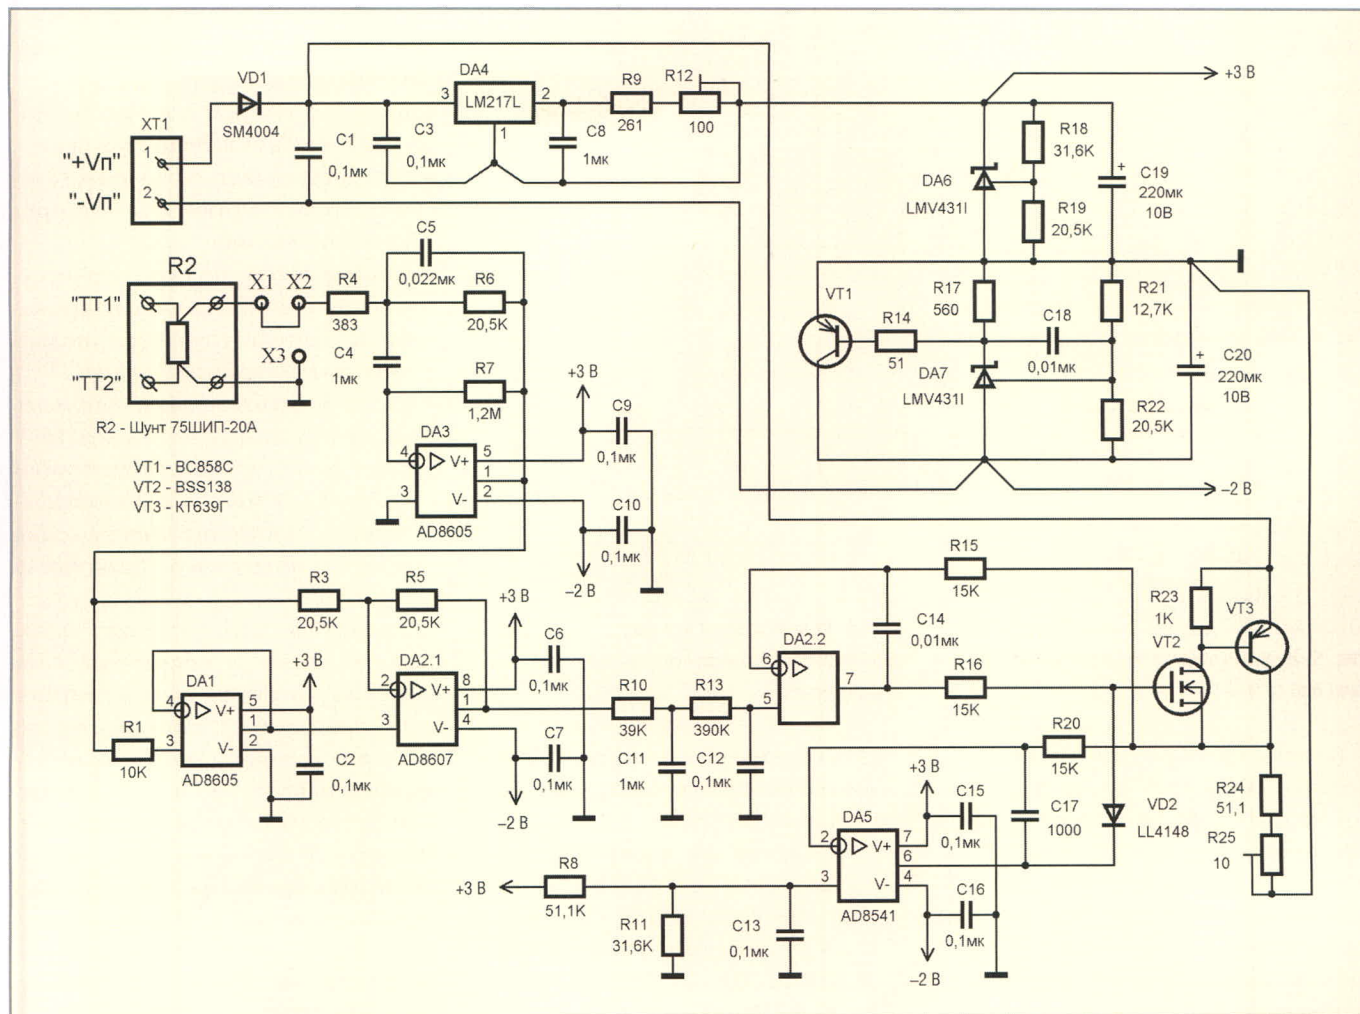 VD1
SM4004
XT1
1
"+Vп"
"-Vп"
2
C1
0,1мк
C3
0,1мк
DA4
3
LM217L
2
1
C8
1мк
R9
261
R12
100
+3 В
R18
31,6K
DA6
LMV431I
R19
20,5K
C19
+
220мк
10В
R2
"ТТ1"
"ТТ2"
R2 - Шунт 75ШИП-20А
X1
X2
X3
R4
383
C5
0,022мк
R6
20,5K
C4
1мк
R7
1,2M
VT1
R14
51
R17
560
C18
0,01мк
DA7
LMV431I
R21
12,7K
R22
20,5K
C20
+
220мк
10В
–2 В
VT1 - BC858C
VT2 - BSS138
VT3 - КТ639Г
DA3
4
V+
5
1
3
V-
2
AD8605
+3 В
C9
0,1мк
C10
0,1мк
–2 В
R3
20,5K
R5
20,5K
DA1
4
V+
5
1
3
V-
2
AD8605
R1
10K
+3 В
C2
0,1мк
DA2.1
2
V+
8
1
3
V-
4
AD8607
+3 В
C6
0,1мк
C7
0,1мк
–2 В
R10
39K
R13
390K
C11
1мк
C12
0,1мк
DA2.2
6
5
7
R15
15K
C14
0,01мк
R16
15K
R20
15K
R23
1K
VT2
VT3
R24
51,1
R25
10
VD2
LL4148
C17
1000
DA5
2
V+
7
6
3
V-
4
AD8541
+3 В
C15
0,1мк
C16
0,1мк
–2 В
+3 В
R8
51,1K
R11
31,6K
C13
0,1мк